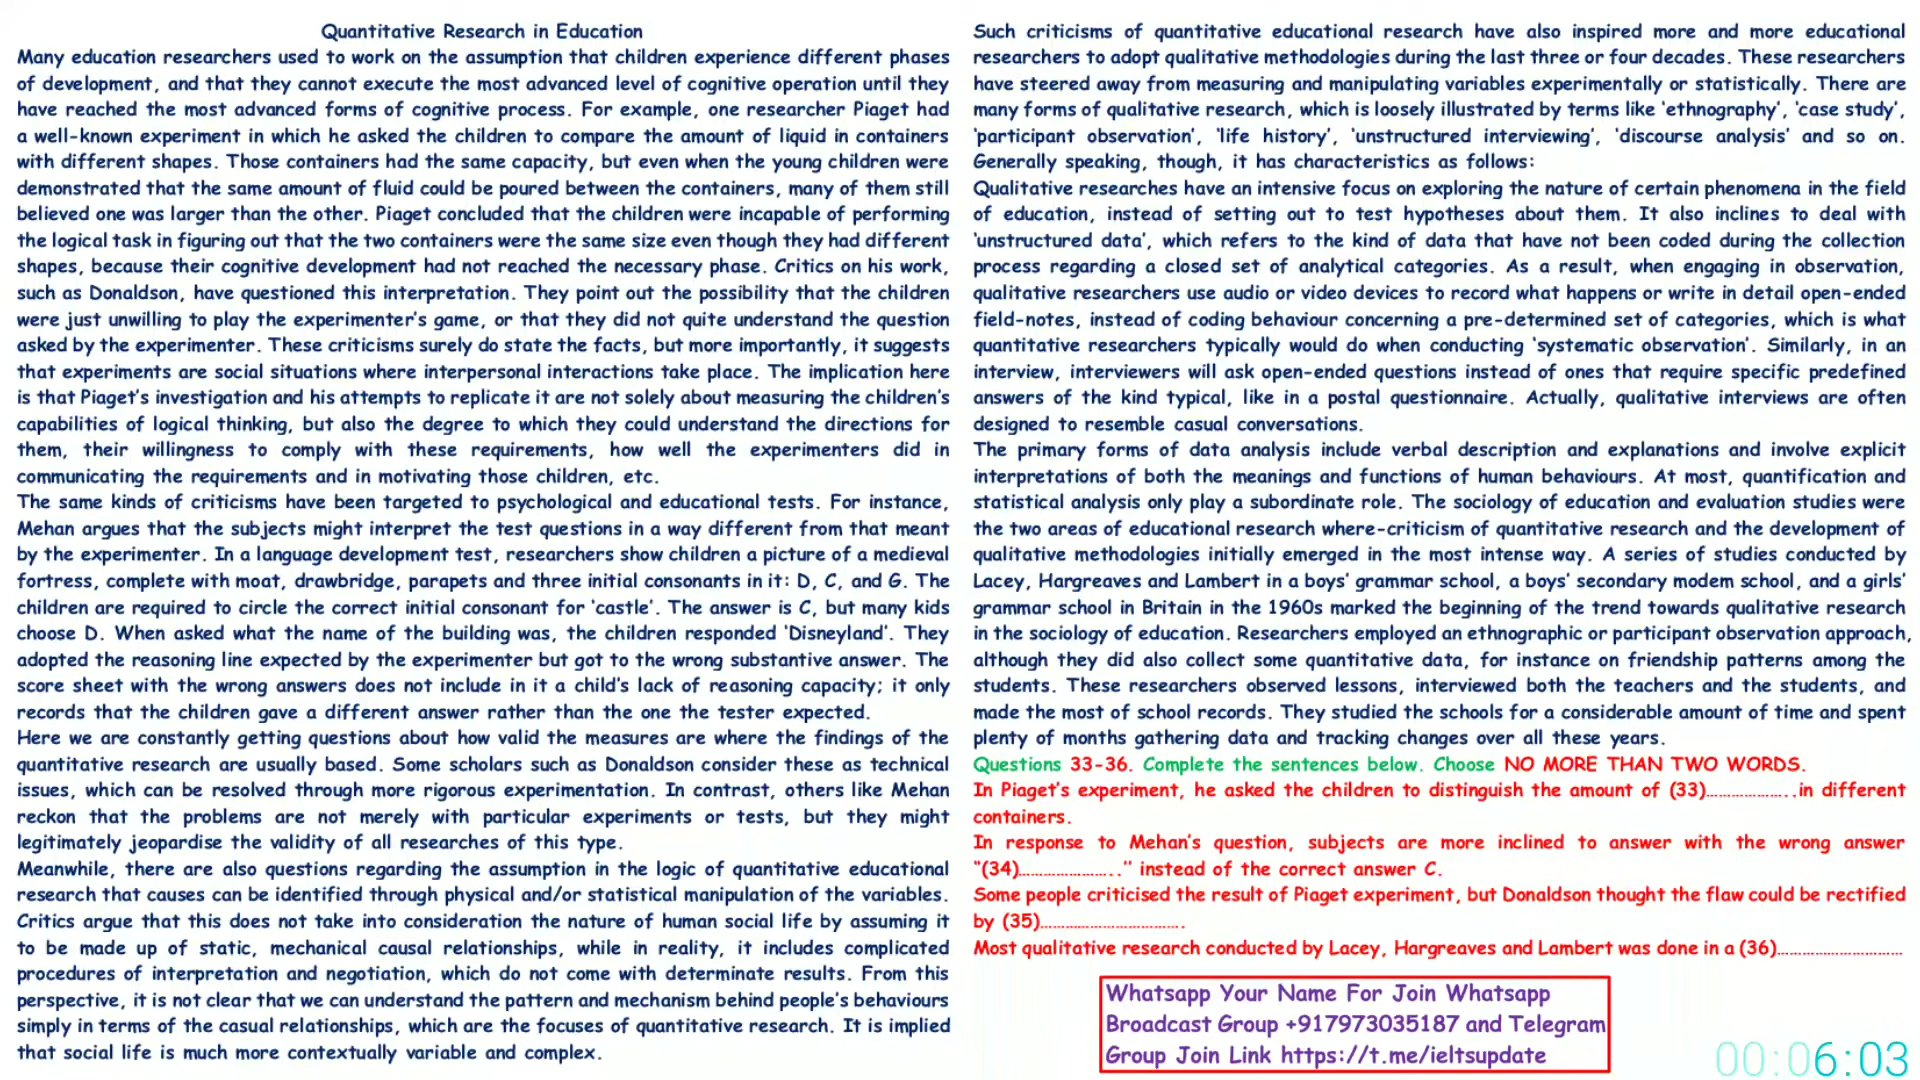 Quantitative Research in Education
Many education researchers used to work on the assumption that children experience different phases
of development, and that they cannot execute the most advanced level of cognitive operation until they
have reached the most advanced forms of cognitive process. For example, one researcher Piaget had
a well-known experiment in which he asked the children to compare the amount of liquid in containers
with different shapes. Those containers had the same capacity, but even when the young children were
demonstrated that the same amount of fluid could be poured between the containers, many of them still
believed one was larger than the other. Piaget concluded that the children were incapable of performing
the logical task in figuring out that the two containers were the same size even though they had different
shapes, because their cognitive development had not reached the necessary phase. Critics on his work,
such as Donaldson, have questioned this interpretation. They point out the possibility that the children
were just unwilling to play the experimenter's game, or that they did not quite understand the question
asked by the experimenter. These criticisms surely do state the facts, but more importantly, it suggests
that experiments are social situations where interpersonal interactions take place. The implication here
is that Piaget's investigation and his attempts to replicate it are not solely about measuring the children's
capabilities of logical thinking, but also the degree to which they could understand the directions for
them, their willingness to comply with these requirements, how well the experimenters did in
communicating the requirements and in motivating those children, etc.
The same kinds of criticisms have been targeted to psychological and educational tests. For instance,
Mehan argues that the subjects might interpret the test questions in a way different from that meant
by the experimenter. In a language development test, researchers show children a picture of a medieval
fortress, complete with moat, drawbridge, parapets and three initial consonants in it: D, C, and G. The
children are required to circle the correct initial consonant for 'castle'. The answer is C, but many kids
choose D. When asked what the name of the building was, the children responded 'Disneyland'. They
adopted the reasoning line expected by the experimenter but got to the wrong substantive answer. The
score sheet with the wrong answers does not include in it a child's lack of reasoning capacity; it only
records that the children gave a different answer rather than the one the tester expected.
Here we are constantly getting questions about how valid the measures are where the findings of the
quantitative research are usually based. Some scholars such as Donaldson consider these as technical
issues, which can be resolved through more rigorous experimentation. In contrast, others like Mehan
reckon that the problems are not merely with particular experiments or tests, but they might
legitimately jeopardise the validity of all researches of this type.
Meanwhile, there are also questions regarding the assumption in the logic of quantitative educational
research that causes can be identified through physical and/or statistical manipulation of the variables.
Critics argue that this does not take into consideration the nature of human social life by assuming it
to be made up of static, mechanical causal relationships, while in reality, it includes complicated
procedures of interpretation and negotiation, which do not come with determinate results. From this
perspective, it is not clear that we can understand the pattern and mechanism behind people's behaviours
simply in terms of the casual relationships, which are the focuses of quantitative research. It is implied
that social life is much more contextually variable and complex.
Such criticisms of quantitative educational research have also inspired more and more educational
researchers to adopt qualitative methodologies during the last three or four decades. These researchers
have steered away from measuring and manipulating variables experimentally or statistically. There are
many forms of qualitative research, which is loosely illustrated by terms like 'ethnography', 'case study',
'participant observation', 'life history', 'unstructured interviewing', 'discourse analysis' and so on.
Generally speaking, though, it has characteristics as follows:
Qualitative researches have an intensive focus on exploring the nature of certain phenomena in the field
of education, instead of setting out to test hypotheses about them. It also inclines to deal with
'unstructured data', which refers to the kind of data that have not been coded during the collection
process regarding a closed set of analytical categories. As a result, when engaging in observation,
qualitative researchers use audio or video devices to record what happens or write in detail open-ended
field-notes, instead of coding behaviour concerning a pre-determined set of categories, which is what
quantitative researchers typically would do when conducting 'systematic observation'. Similarly, in an
interview, interviewers will ask open-ended questions instead of ones that require specific predefined
answers of the kind typical, like in a postal questionnaire. Actually, qualitative interviews are often
designed to resemble casual conversations.
The primary forms of data analysis include verbal description and explanations and involve explicit
interpretations of both the meanings and functions of human behaviours. At most, quantification and
statistical analysis only play a subordinate role. The sociology of education and evaluation studies were
the two areas of educational research where-criticism of quantitative research and the development of
qualitative methodologies initially emerged in the most intense way. A series of studies conducted by
Lacey, Hargreaves and Lambert in a boys' grammar school, a boys' secondary modem school, and a girls'
grammar school in Britain in the 1960s marked the beginning of the trend towards qualitative research
in the sociology of education. Researchers employed an ethnographic or participant observation approach,
although they did also collect some quantitative data, for instance on friendship patterns among the
students. These researchers observed lessons, interviewed both the teachers and the students, and
made the most of school records. They studied the schools for a considerable amount of time and spent
plenty of months gathering data and tracking changes over all these years.
Questions 33-36. Complete the sentences below. Choose NO MORE THAN TWO WORDS.
In Piaget's experiment, he asked the children to distinguish the amount of (33)....................in different
containers.
In response to Mehan's question, subjects are more inclined to answer with the wrong answer
"(34)......................." instead of the correct answer C.
Some people criticised the result of Piaget experiment, but Donaldson thought the flaw could be rectified
by (35)................................
Most qualitative research conducted by Lacey, Hargreaves and Lambert was done in a (36)............................
Whatsapp Your Name For Join Whatsapp
Broadcast Group +917973035187 and Telegram
Group Join Link https://t.me/ieltsupdate
00:06:03